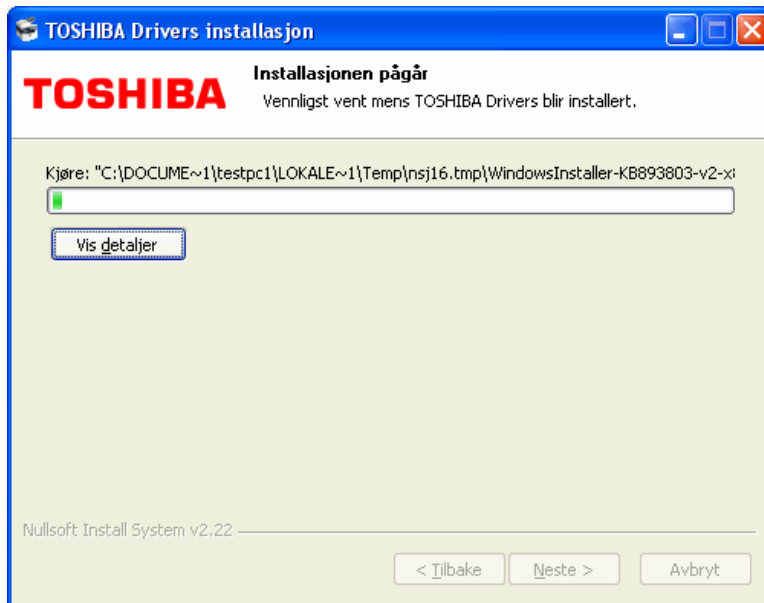 TOSHIBA Drivers installasjon
TOSHIBA
Installasjonen pågår
Vennligst vent mens TOSHIBA Drivers blir installert.
Kjøre: "C:\DOCUME~1\testpc1\LOKALE~1\Temp\nsj16.tmp\WindowsInstaller-KB893803-v2-x
Vis detaljer
Nullsoft Install System v2.22
< Tilbake
Neste >
Avbryt